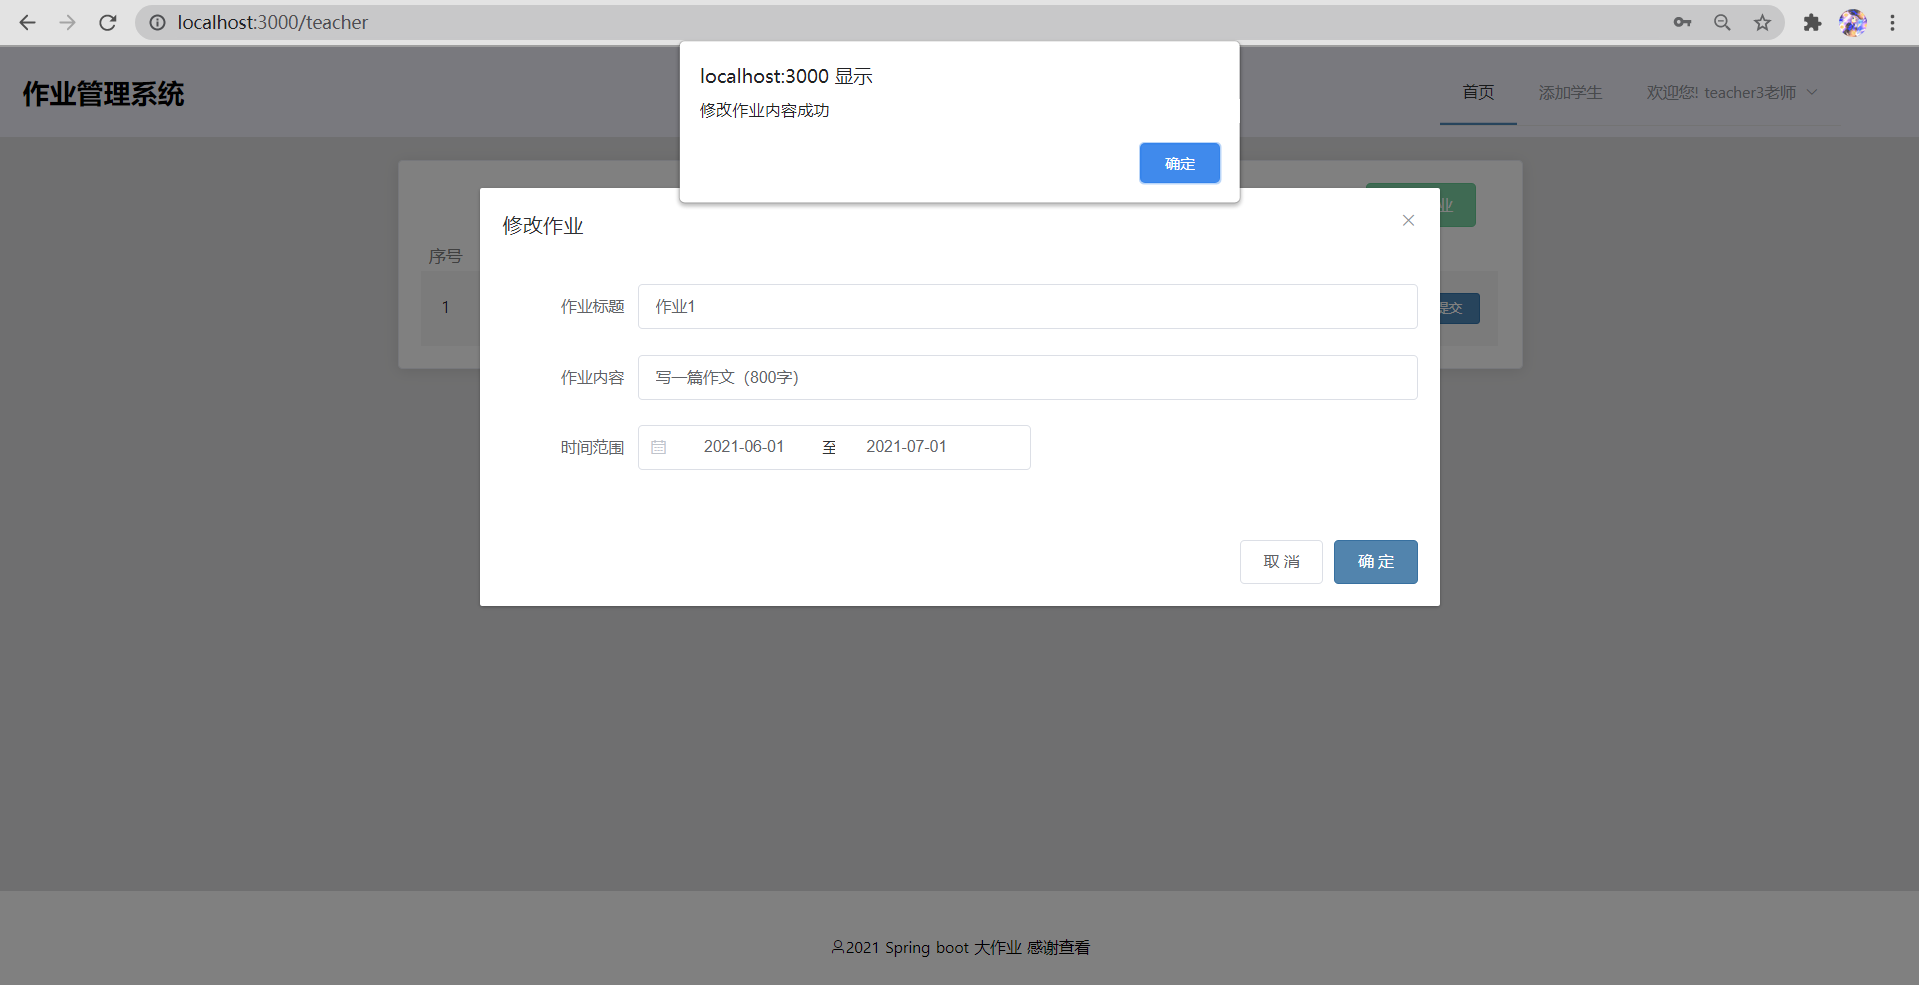 localhost:3000/teacher
localhost:3000 显示
修改作业内容成功
确定
作业管理系统
首页
添加学生
欢迎您! teacher3老师
业
修改作业
序号
1
提交
作业标题
作业1
作业内容
写一篇作文（800字）
时间范围
2021-06-01
至
2021-07-01
取 消
确 定
2021 Spring boot 大作业 感谢查看